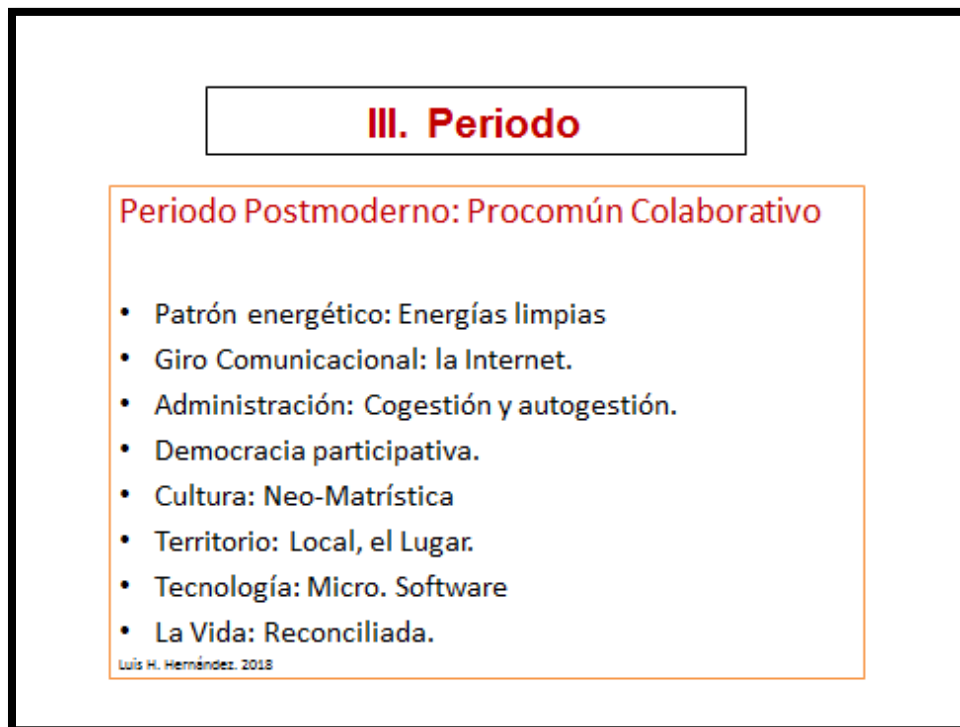 III. Periodo
Periodo Postmoderno: Procomún Colaborativo
• Patrón energético: Energías limpias
• Giro Comunicacional: la Internet.
• Administración: Cogestión y autogestión.
• Democracia participativa.
• Cultura: Neo-Matrística
• Territorio: Local, el Lugar.
• Tecnología: Micro. Software
• La Vida: Reconciliada.
Luis H. Hernández. 2018